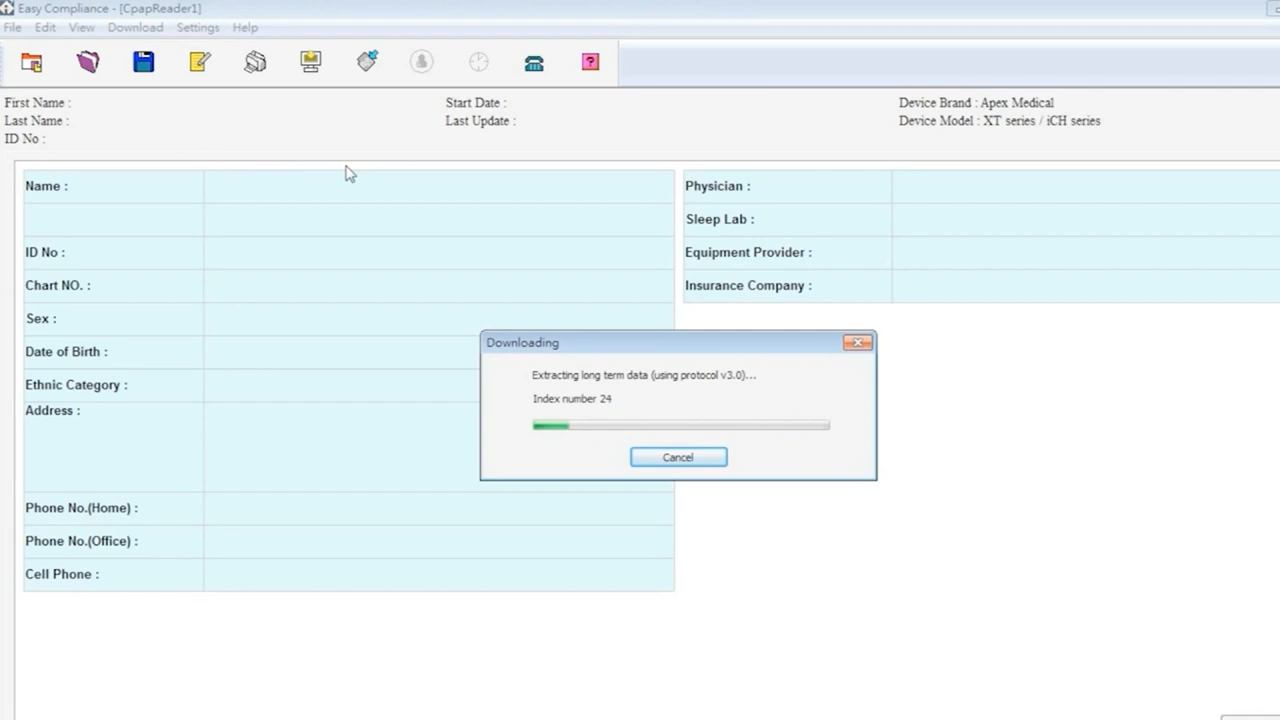 Easy Compliance - [CpapReader1]
File Edit View Download Settings Help
?
First Name :
Last Name :
ID No :
Start Date :
Last Update :
Device Brand : Apex Medical
Device Model : XT series / iCH series
Name :
ID No :
Chart NO. :
Sex :
Date of Birth :
Ethnic Category :
Address :
Phone No.(Home) :
Phone No.(Office) :
Cell Phone :
Physician :
Sleep Lab :
Equipment Provider :
Insurance Company :
Downloading
Extracting long term data (using protocol v3.0)...
Index number 24
Cancel